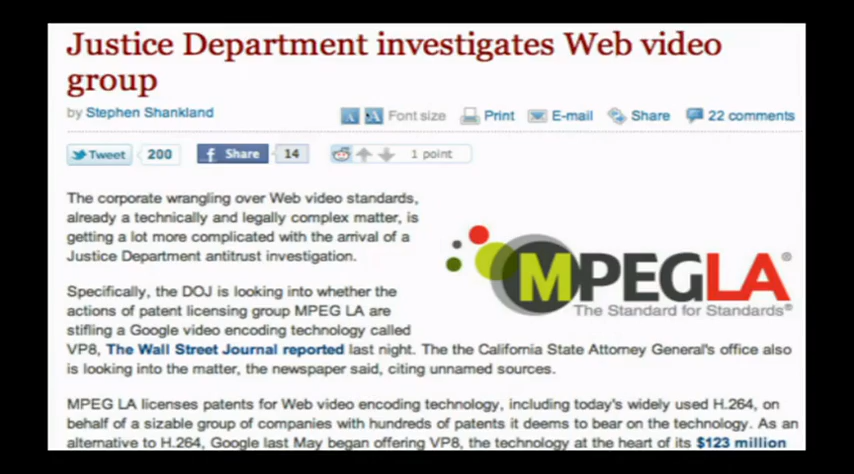 Justice Department investigates Web video
group
by Stephen Shankland
A A Font size Print E-mail Share 22 comments
Tweet 200 f Share 14 1 point
The corporate wrangling over Web video standards,
already a technically and legally complex matter, is
getting a lot more complicated with the arrival of a
Justice Department antitrust investigation.
MPEGLA®
The Standard for Standards®
Specifically, the DOJ is looking into whether the
actions of patent licensing group MPEG LA are
stifling a Google video encoding technology called
VP8, The Wall Street Journal reported last night. The the California State Attorney General's office also
is looking into the matter, the newspaper said, citing unnamed sources.
MPEG LA licenses patents for Web video encoding technology, including today's widely used H.264, on
behalf of a sizable group of companies with hundreds of patents it deems to bear on the technology. As an
alternative to H.264, Google last May began offering VP8, the technology at the heart of its $123 million